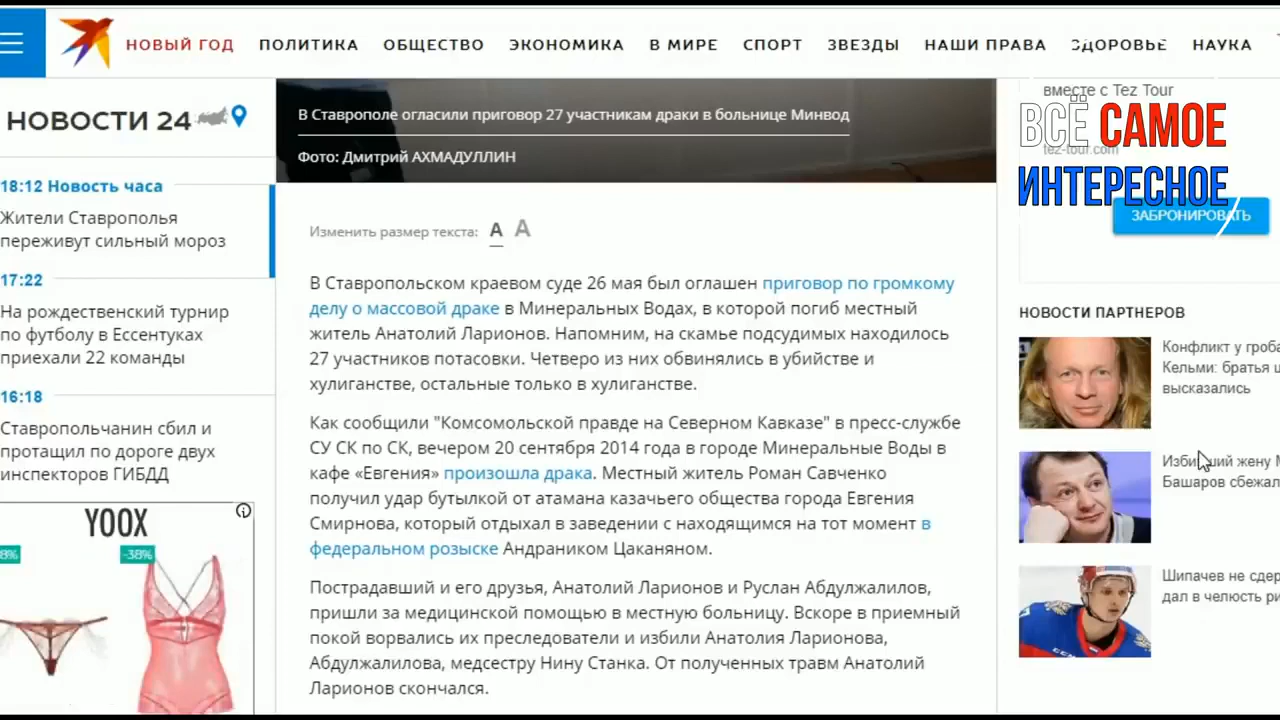 НОВЫЙ ГОД ПОЛИТИКА ОБЩЕСТВО ЭКОНОМИКА В МИРЕ СПОРТ ЗВЕЗДЫ НАШИ ПРАВА ЗДОРОВЬЕ НАУКА
НОВОСТИ 24
18:12 Новость часа
Жители Ставрополья
переживут сильный мороз
17:22
На рождественский турнир
по футболу в Ессентуках
приехали 22 команды
16:18
Ставропольчанин сбил и
протащил по дороге двух
инспекторов ГИБДД
YOOX
8%
-38%
В Ставрополе огласили приговор 27 участникам драки в больнице Минвод
Фото: Дмитрий АХМАДУЛЛИН
Изменить размер текста: A A
В Ставропольском краевом суде 26 мая был оглашен приговор по громкому
делу о массовой драке в Минеральных Водах, в которой погиб местный
житель Анатолий Ларионов. Напомним, на скамье подсудимых находилось
27 участников потасовки. Четверо из них обвинялись в убийстве и
хулиганстве, остальные только в хулиганстве.
Как сообщили "Комсомольской правде на Северном Кавказе" в пресс-службе
СУ СК по СК, вечером 20 сентября 2014 года в городе Минеральные Воды в
кафе «Евгения» произошла драка. Местный житель Роман Савченко
получил удар бутылкой от атамана казачьего общества города Евгения
Смирнова, который отдыхал в заведении с находящимся на тот момент в
федеральном розыске Андраником Цаканяном.
Пострадавший и его друзья, Анатолий Ларионов и Руслан Абдулжалилов,
пришли за медицинской помощью в местную больницу. Вскоре в приемный
покой ворвались их преследователи и избили Анатолия Ларионова,
Абдулжалилова, медсестру Нину Станка. От полученных травм Анатолий
Ларионов скончался.
вместе с Tez Tour
ВСЁ САМОЕ
tez-tour.com
ИНТЕРЕСНОЕ
ЗАБРОНИРОВАТЬ
НОВОСТИ ПАРТНЕРОВ
Конфликт у гроба
Кельми: братья
высказались
Избивший жену
Башаров сбежал
Шипачев не
дал в челюсть